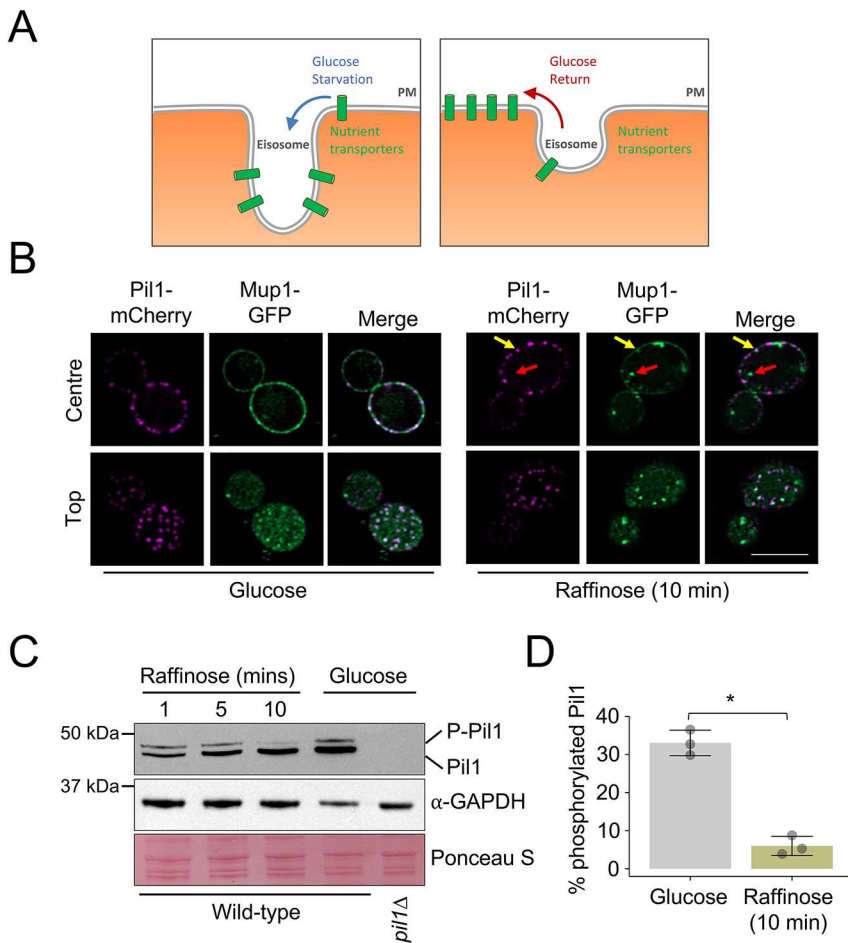 A
Glucose
Starvation
PM
Eisosome
Nutrient
transporters
Glucose
Return
PM
Eisosome
Nutrient
transporters
B
Pil1-
mCherry
Mup1-
GFP
Merge
Pil1-
mCherry
Mup1-
GFP
Merge
Centre
Top
Glucose
Raffinose (10 min)
C
Raffinose (mins)
Glucose
1 5 10
50 kDa
P-Pil1
Pil1
37 kDa
α-GAPDH
Ponceau S
Wild-type
pil1Δ
D
% phosphorylated Pil1
*
40
30
20
10
0
Glucose
Raffinose
(10 min)